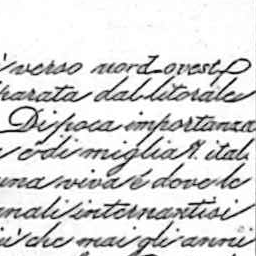 i verso nord-ovest
parata dal litorale
Di poca importanza
e é di miglia 9. ital.
una viva é dove le
nali internantisi
iú che mai gli anni